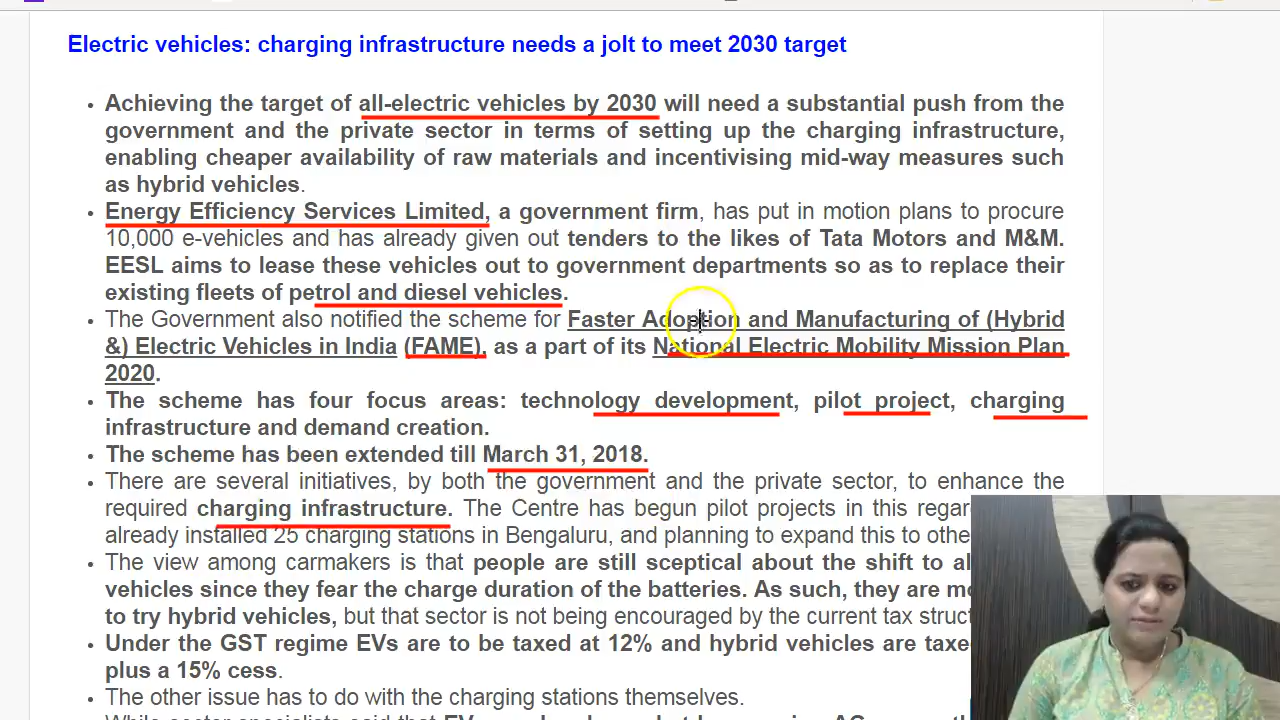 Electric vehicles: charging infrastructure needs a jolt to meet 2030 target
Achieving the target of all-electric vehicles by 2030 will need a substantial push from the
government and the private sector in terms of setting up the charging infrastructure,
enabling cheaper availability of raw materials and incentivising mid-way measures such
as hybrid vehicles.
Energy Efficiency Services Limited, a government firm, has put in motion plans to procure
10,000 e-vehicles and has already given out tenders to the likes of Tata Motors and M&M.
EESL aims to lease these vehicles out to government departments so as to replace their
existing fleets of petrol and diesel vehicles.
The Government also notified the scheme for Faster Adoption and Manufacturing of (Hybrid
&) Electric Vehicles in India (FAME), as a part of its National Electric Mobility Mission Plan
2020.
The scheme has four focus areas: technology development, pilot project, charging
infrastructure and demand creation.
The scheme has been extended till March 31, 2018.
There are several initiatives, by both the government and the private sector, to enhance the
required charging infrastructure. The Centre has begun pilot projects in this regar
already installed 25 charging stations in Bengaluru, and planning to expand this to othe
The view among carmakers is that people are still sceptical about the shift to al
vehicles since they fear the charge duration of the batteries. As such, they are mo
to try hybrid vehicles, but that sector is not being encouraged by the current tax struct
Under the GST regime EVs are to be taxed at 12% and hybrid vehicles are taxe
plus a 15% cess.
The other issue has to do with the charging stations themselves.